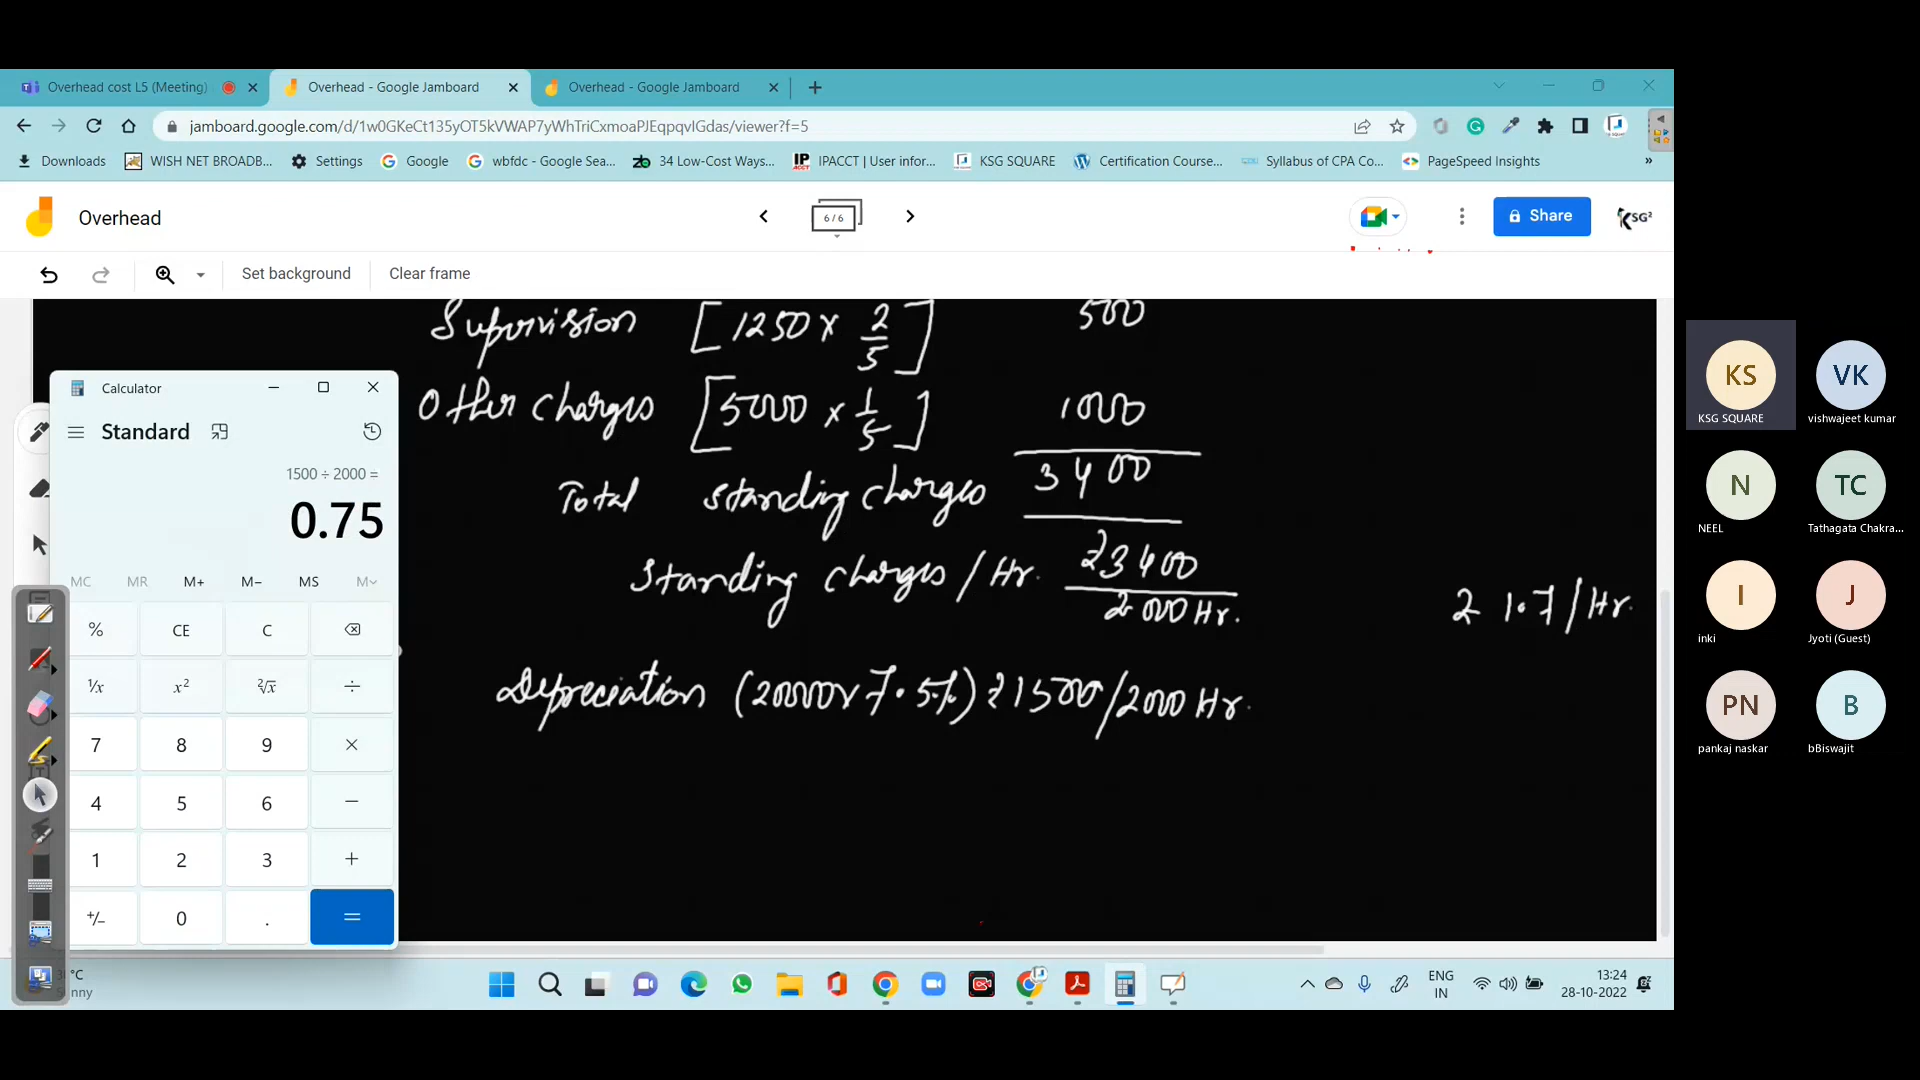 Overhead cost L5 (Meeting)
Overhead - Google Jamboard
Overhead - Google Jamboard
jamboard.google.com/d/1w0GKeCt135yOT5kVWAP7yWhTriCxmoaPJEqpqvIGdas/viewer?f=5
Downloads
WISH NET BROADB...
Settings
Google
wbfdc - Google Sea...
34 Low-Cost Ways...
IPACCT | User infor...
KSG SQUARE
Certification Course...
Syllabus of CPA Co...
PageSpeed Insights
»
Overhead
6 / 6
Share
KSG²
Set background
Clear frame
Supervision [1250 × 2/5] 500
Other charges [5000 × 1/5] 1000
Total standing charges 3400
Standing charges / Hr. ₹3400 / 2000 Hr. ₹ 1.7/Hr.
Depreciation (20000 × 7.5%) ₹1500/2000 Hr.
Calculator
Standard
1500 ÷ 2000 =
0.75
MC MR M+ M− MS M˅
% CE C
¹/x x² ²√x ÷
7 8 9 ×
4 5 6 −
1 2 3 +
+/− 0 . =
KS
KSG SQUARE
VK
vishwajeet kumar
N
NEEL
TC
Tathagata Chakra...
I
inki
J
Jyoti (Guest)
PN
pankaj naskar
B
bBiswajit
°C
ENG
IN
13:24
28-10-2022